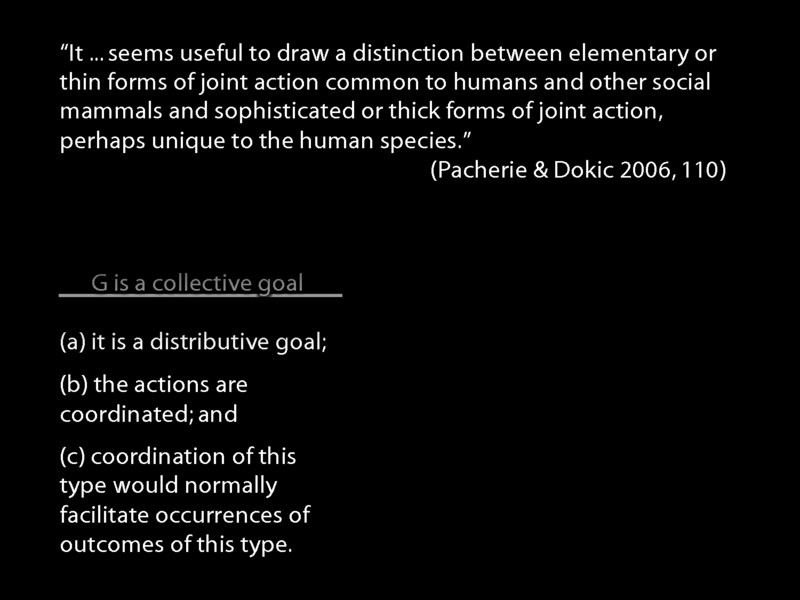 “It ... seems useful to draw a distinction between elementary or
thin forms of joint action common to humans and other social
mammals and sophisticated or thick forms of joint action,
perhaps unique to the human species.”
(Pacherie & Dokic 2006, 110)
G is a collective goal
(a) it is a distributive goal;
(b) the actions are
coordinated; and
(c) coordination of this
type would normally
facilitate occurrences of
outcomes of this type.